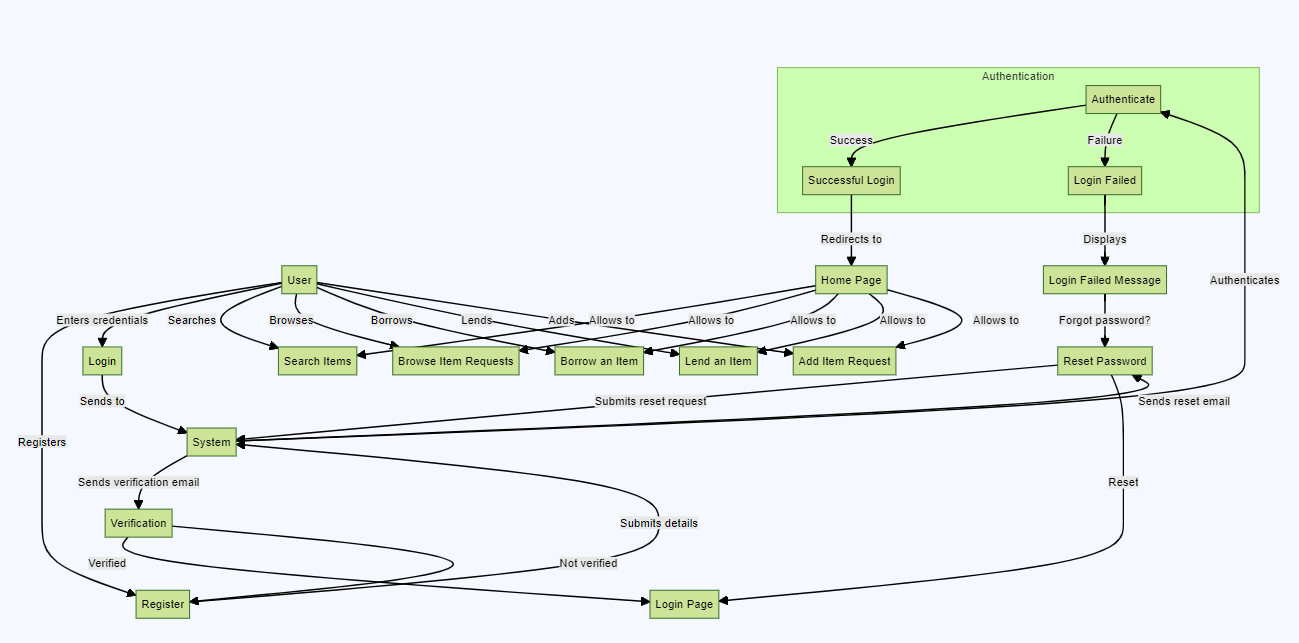 Authentication
Authenticate
Success
Failure
Successful Login
Login Failed
Redirects to
Displays
User
Home Page
Login Failed Message
Authenticates
Enters credentials
Searches
Browses
Borrows
Lends
Adds
Allows to
Allows to
Allows to
Allows to
Allows to
Forgot password?
Login
Search Items
Browse Item Requests
Borrow an Item
Lend an Item
Add Item Request
Reset Password
Sends to
Submits reset request
Sends reset email
Registers
System
Sends verification email
Reset
Verification
Submits details
Verified
Not verified
Register
Login Page